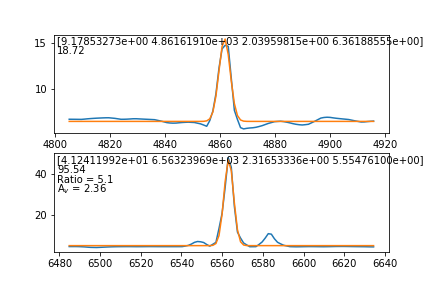 [9.17853273e+00 4.86161910e+03 2.03959815e+00 6.36188555e+00]
18.72
15
10
4800 4820 4840 4860 4880 4900 4920
[4.12411992e+01 6.56323969e+03 2.31653336e+00 5.55476100e+00]
95.54
Ratio = 5.1
Av = 2.36
40
20
6480 6500 6520 6540 6560 6580 6600 6620 6640